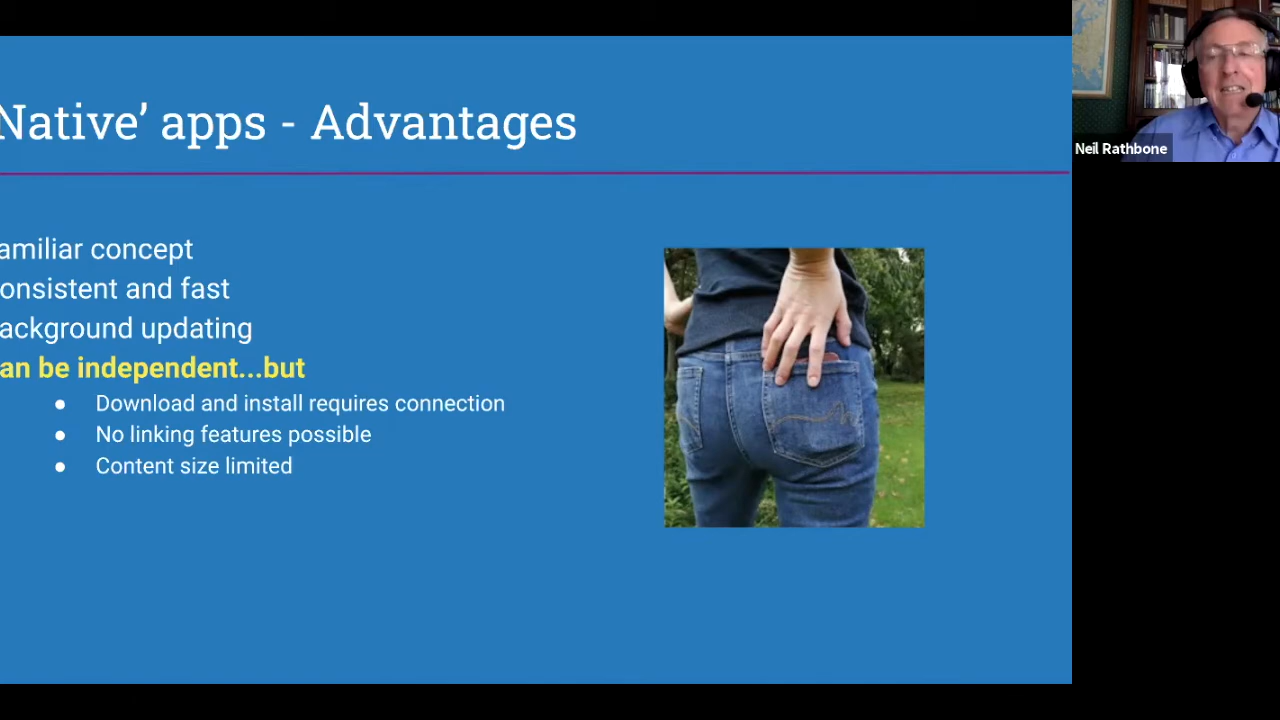 Native’ apps - Advantages
amiliar concept
onsistent and fast
ackground updating
an be independent...but
● Download and install requires connection
● No linking features possible
● Content size limited
Neil Rathbone